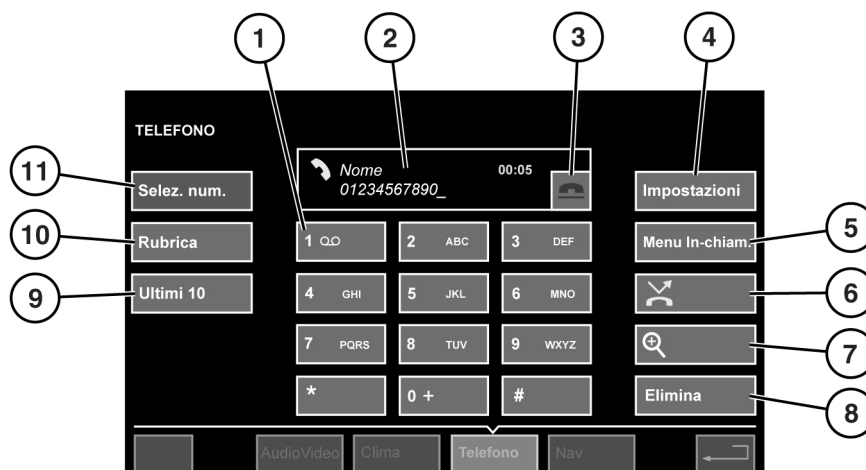 1
2
3
4
TELEFONO
Nome 00:05
01234567890_
11
Selez. num.
Impostazioni
10
Rubrica
1
2 ABC
3 DEF
Menu In-chiam.
5
9
Ultimi 10
4 GHI
5 JKL
6 MNO
6
7 PQRS
8 TUV
9 WXYZ
7
*
0 +
#
Elimina
8
AudioVideo
Clima
Telefono
Nav